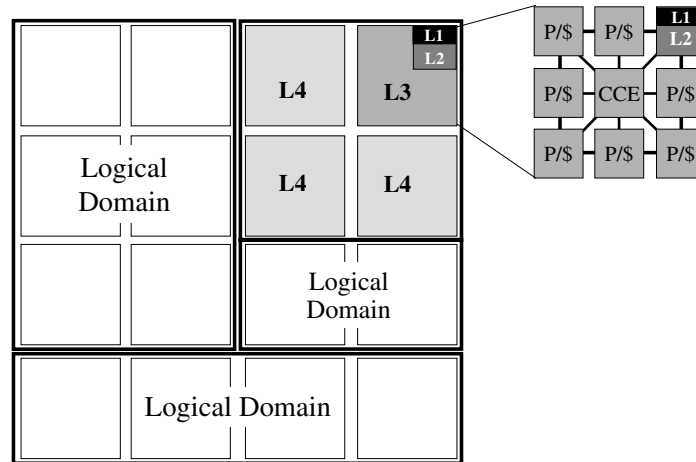 L1
L2
L4
L3
L4
L4
Logical
Domain
Logical
Domain
Logical Domain
P/$
P/$
L1
L2
P/$
CCE
P/$
P/$
P/$
P/$